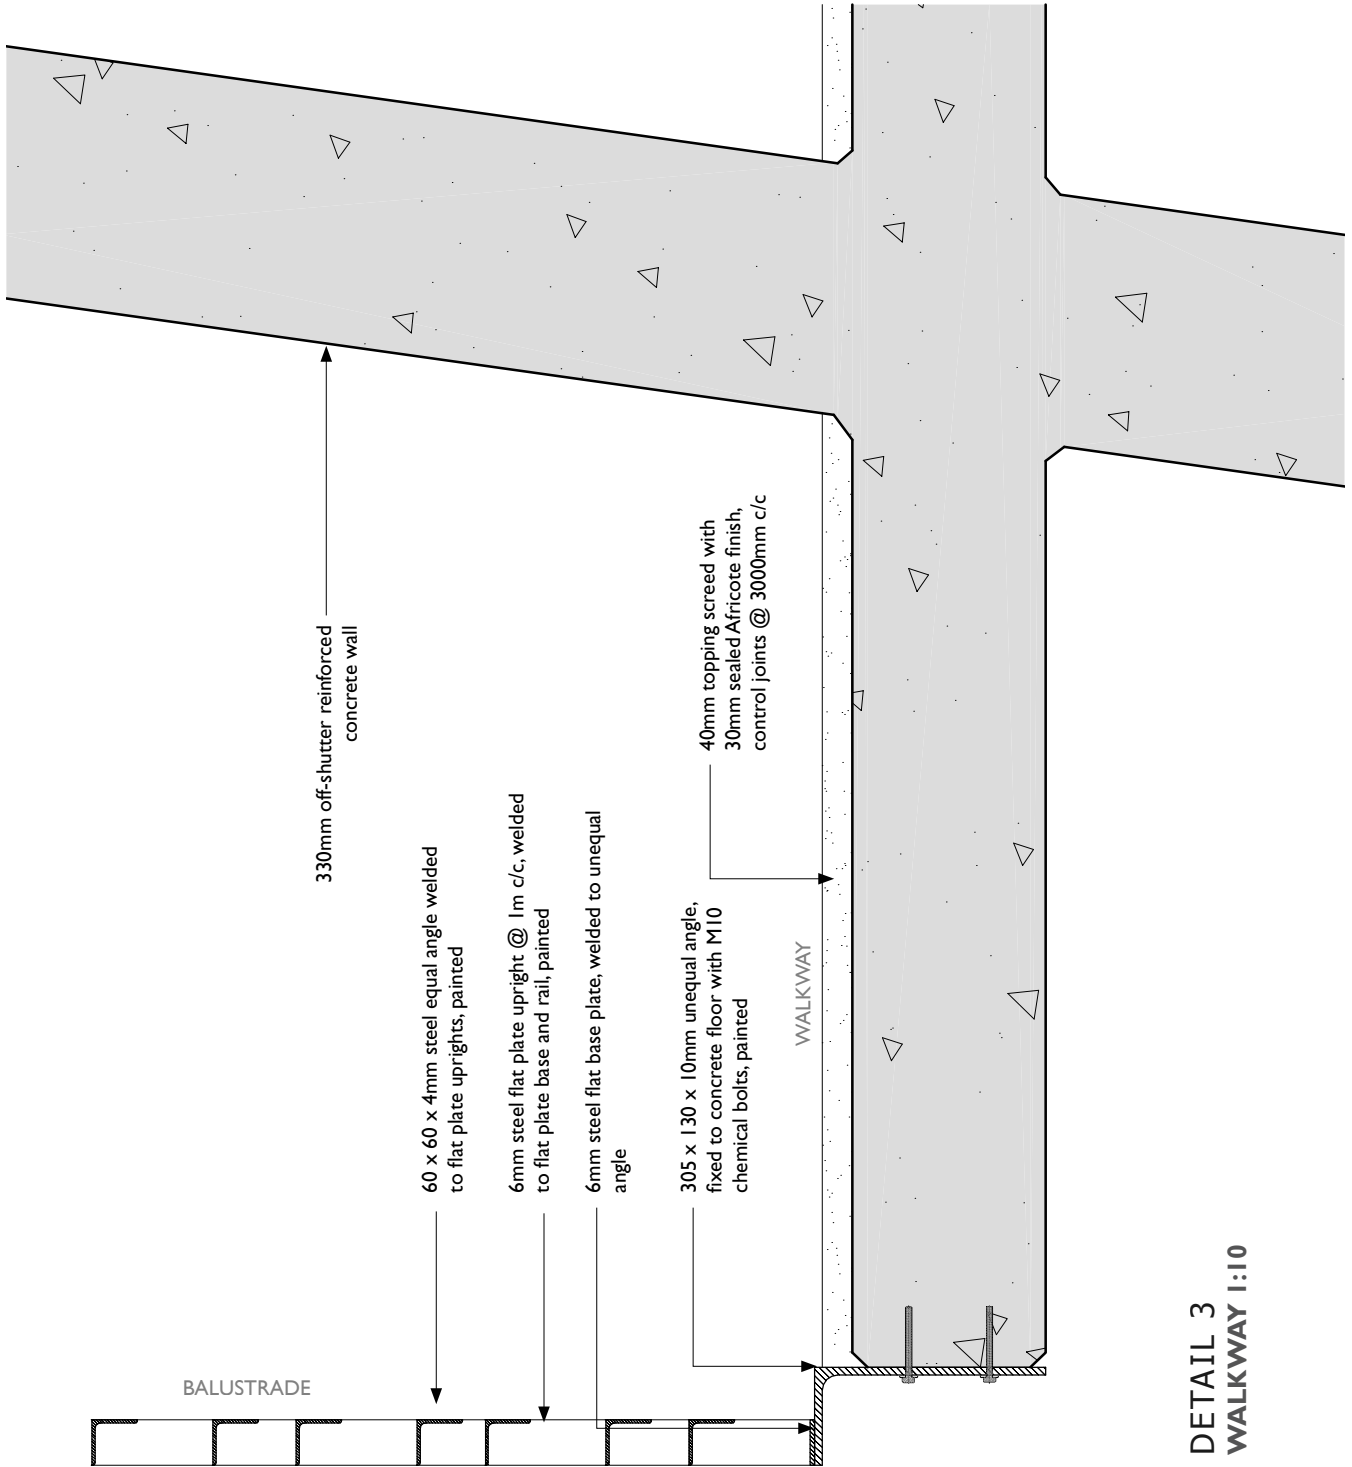 330mm off-shutter reinforced
concrete wall
60 x 60 x 4mm steel equal angle welded
to flat plate uprights, painted
6mm steel flat plate upright @ 1m c/c, welded
to flat plate base and rail, painted
6mm steel flat base plate, welded to unequal
angle
305 x 130 x 10mm unequal angle,
fixed to concrete floor with M10
chemical bolts, painted
40mm topping screed with
30mm sealed Africote finish,
control joints @ 3000mm c/c
WALKWAY
BALUSTRADE
DETAIL 3
WALKWAY 1:10